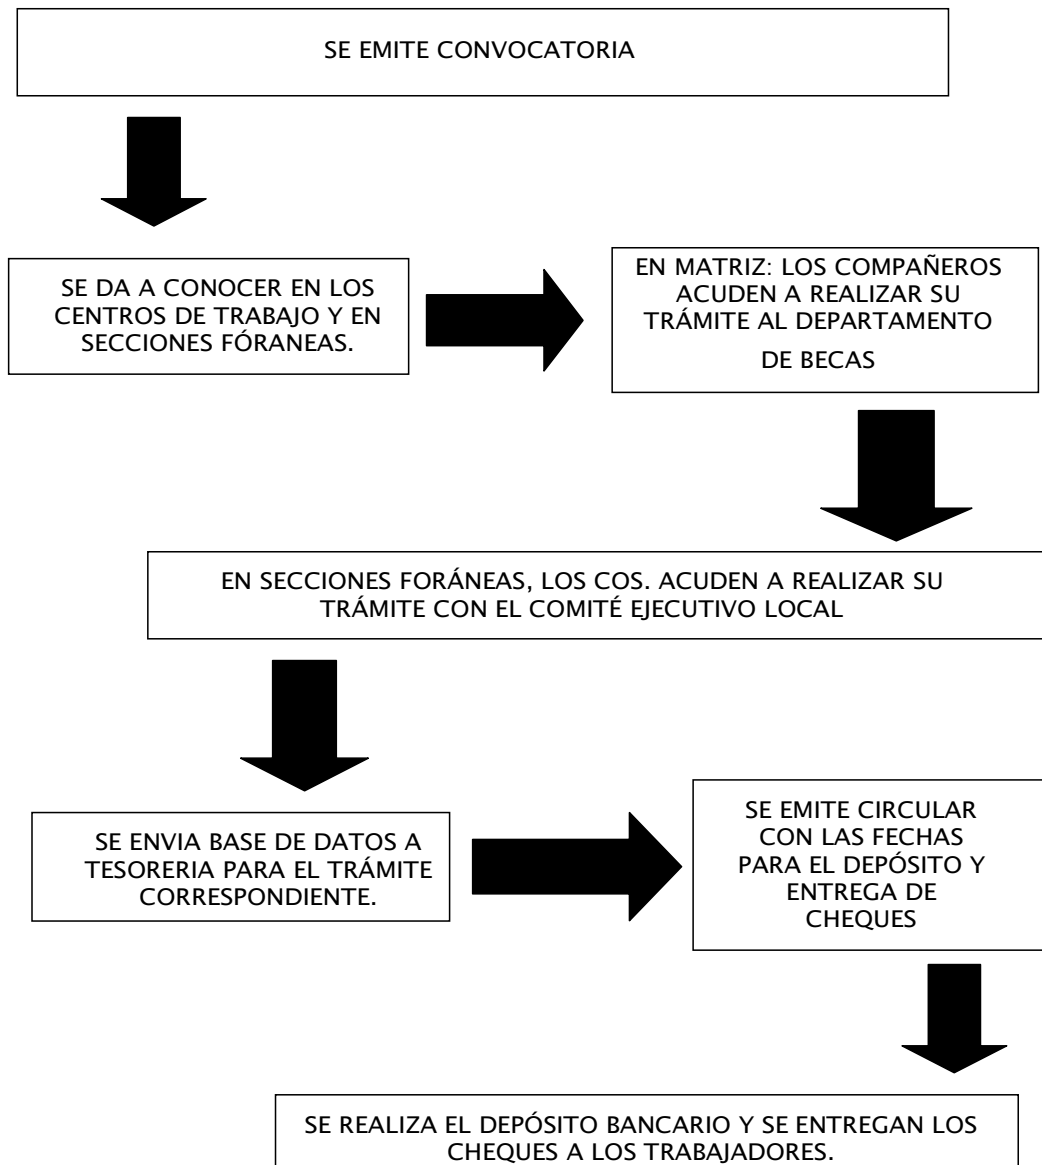 SE EMITE CONVOCATORIA
SE DA A CONOCER EN LOS
CENTROS DE TRABAJO Y EN
SECCIONES FÓRANEAS.
EN MATRIZ: LOS COMPAÑEROS
ACUDEN A REALIZAR SU
TRÁMITE AL DEPARTAMENTO
DE BECAS
EN SECCIONES FORÁNEAS, LOS COS. ACUDEN A REALIZAR SU
TRÁMITE CON EL COMITÉ EJECUTIVO LOCAL
SE ENVIA BASE DE DATOS A
TESORERIA PARA EL TRÁMITE
CORRESPONDIENTE.
SE EMITE CIRCULAR
CON LAS FECHAS
PARA EL DEPÓSITO Y
ENTREGA DE
CHEQUES
SE REALIZA EL DEPÓSITO BANCARIO Y SE ENTREGAN LOS
CHEQUES A LOS TRABAJADORES.